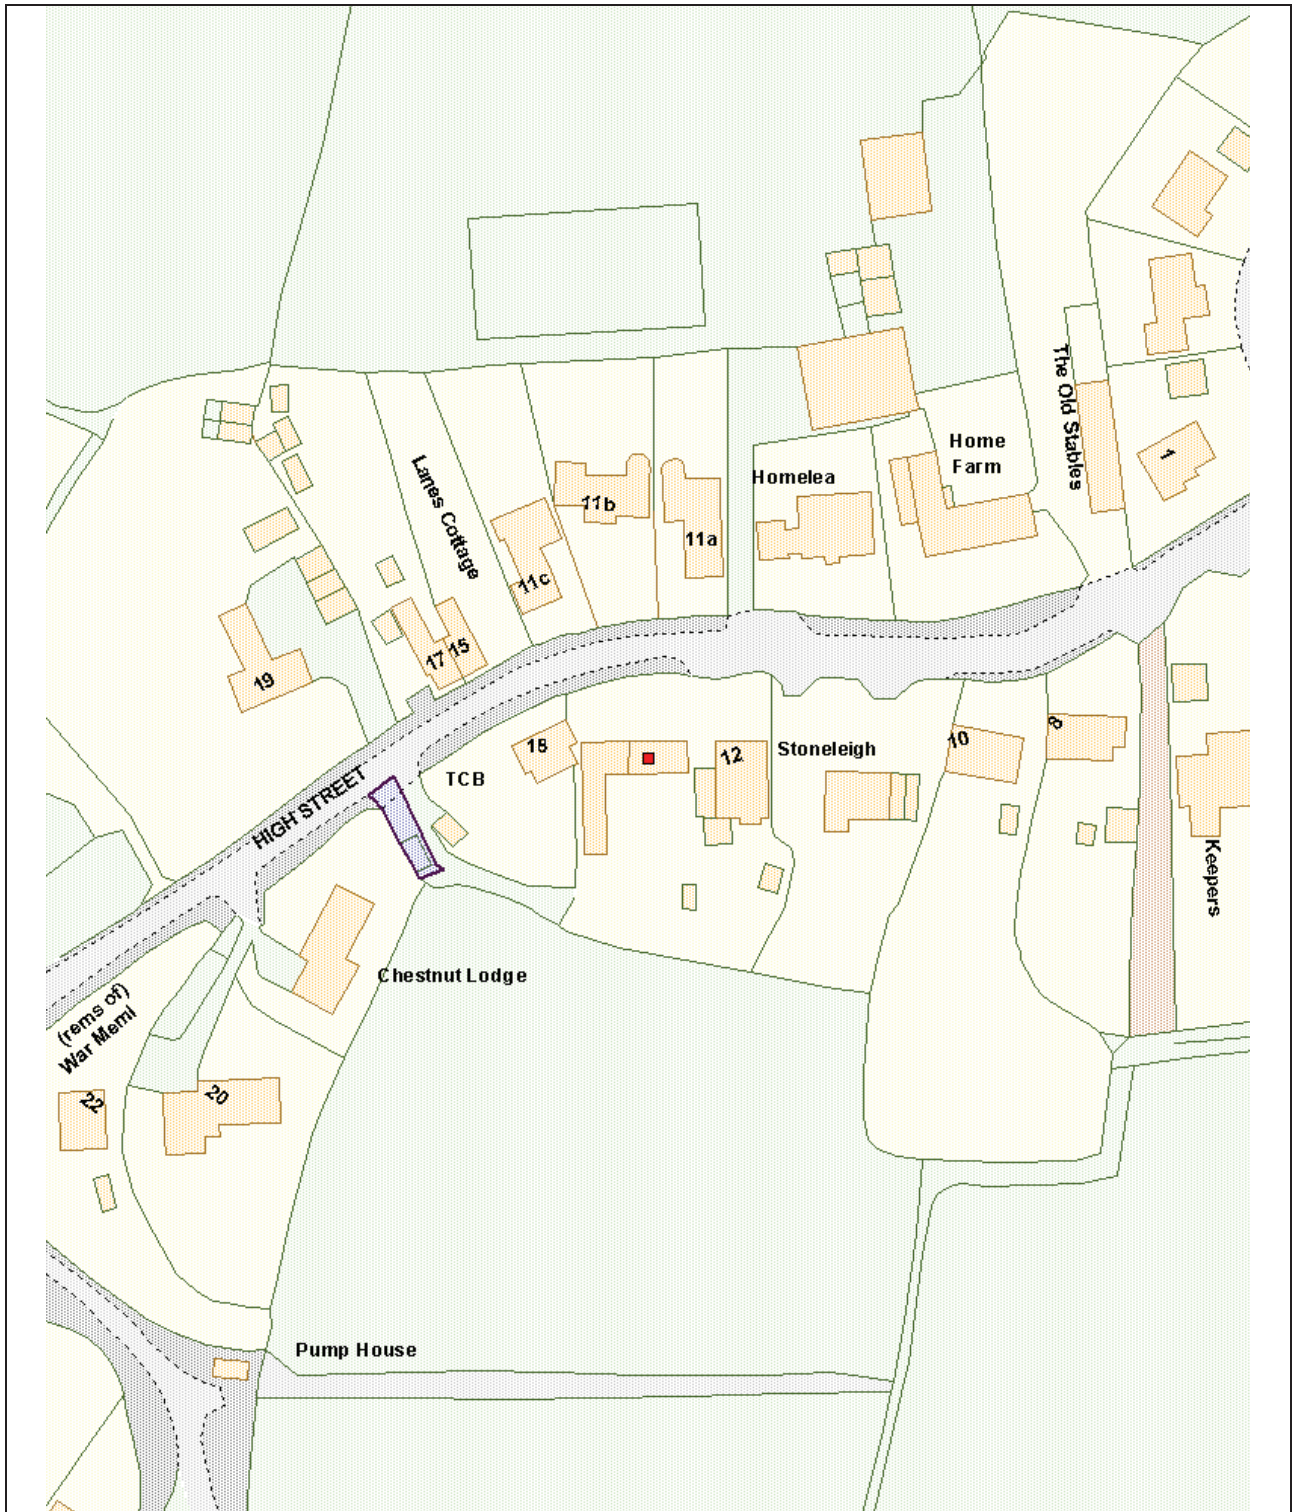 The Old Stables
1
Home
Farm
Homelea
Lanes Cottage
11b
11a
11c
15
17
19
18
TCB
12
Stoneleigh
10
8
HIGH STREET
Keepers
Chestnut Lodge
(rems of)
War Meml
22
20
Pump House